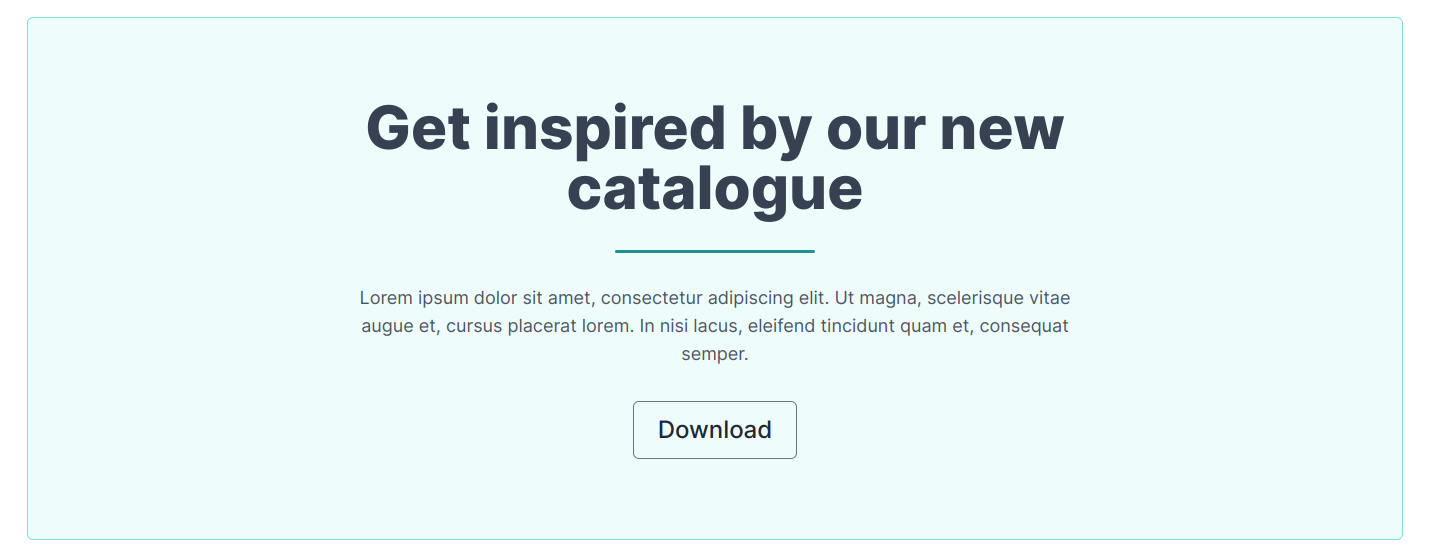 Get inspired by our new
catalogue
Lorem ipsum dolor sit amet, consectetur adipiscing elit. Ut magna, scelerisque vitae
augue et, cursus placerat lorem. In nisi lacus, eleifend tincidunt quam et, consequat
semper.
Download